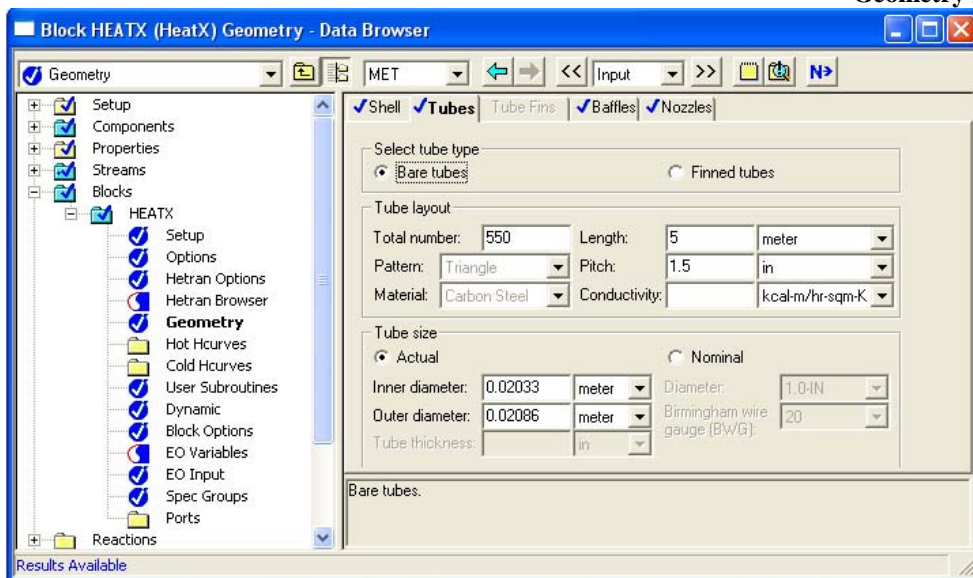 Geometry
Block HEATX (HeatX) Geometry - Data Browser
Geometry MET << Input >> N>
Setup
Components
Properties
Streams
Blocks
HEATX
Setup
Options
Hetran Options
Hetran Browser
Geometry
Hot Hcurves
Cold Hcurves
User Subroutines
Dynamic
Block Options
EO Variables
EO Input
Spec Groups
Ports
Reactions
Shell Tubes Tube Fins Baffles Nozzles
Select tube type
Bare tubes Finned tubes
Tube layout
Total number: 550 Length: 5 meter
Pattern: Triangle Pitch: 1.5 in
Material: Carbon Steel Conductivity: kcal-m/hr-sqm-K
Tube size
Actual Nominal
Inner diameter: 0.02033 meter Diameter: 1.0-IN
Outer diameter: 0.02086 meter Birmingham wire gauge (BWG): 20
Tube thickness: in
Bare tubes.
Results Available